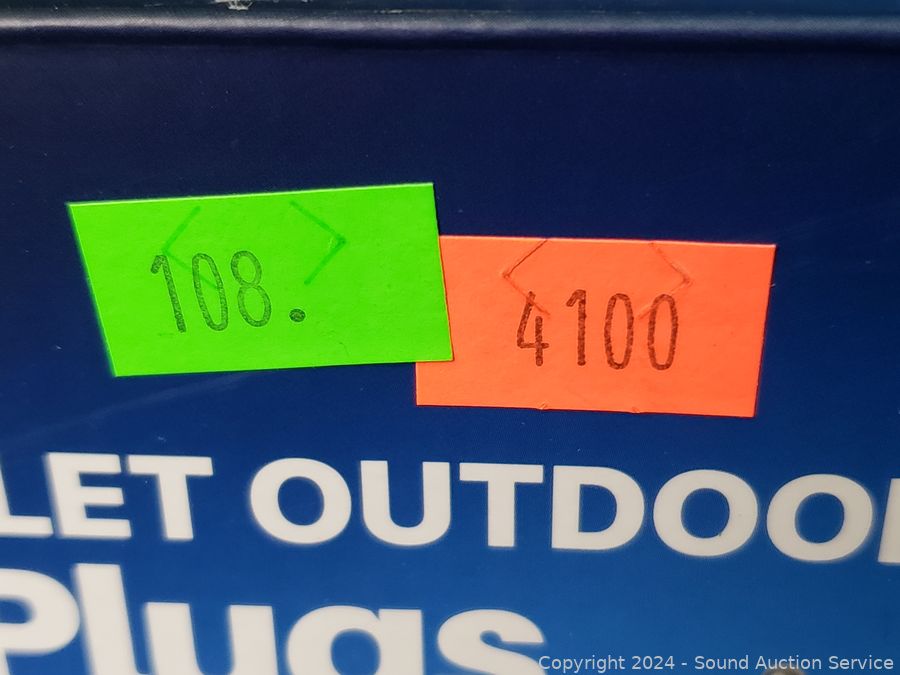 108.
4100
LET OUTDOO
Plugs
Copyright 2024 - Sound Auction Service